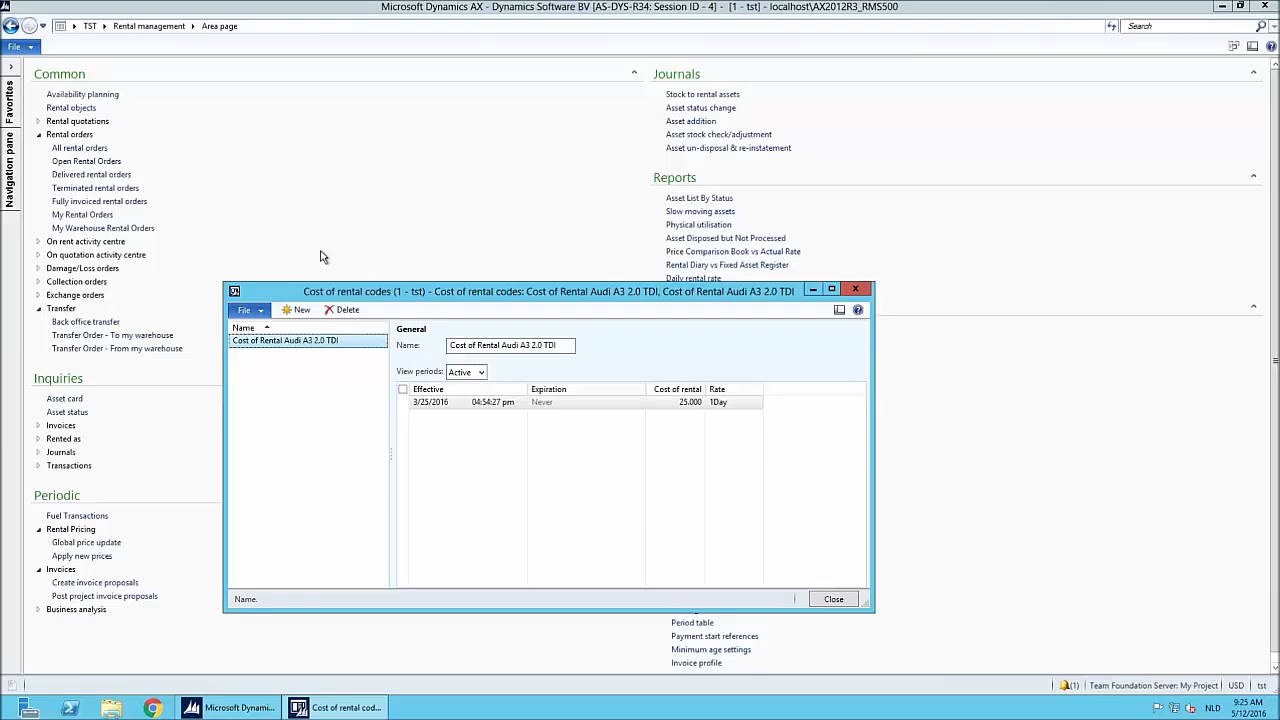 Microsoft Dynamics AX - Dynamics Software BV [AS-DYS-R34: Session ID - 4] - [1 - tst] - localhost\AX2012R3_RMS500
TST Rental management Area page
Search
File
Favorites
Navigation pane
Common
Availability planning
Rental objects
Rental quotations
Rental orders
All rental orders
Open Rental Orders
Delivered rental orders
Terminated rental orders
Fully invoiced rental orders
My Rental Orders
My Warehouse Rental Orders
On rent activity centre
On quotation activity centre
Damage/Loss orders
Collection orders
Exchange orders
Transfer
Back office transfer
Transfer Order - To my warehouse
Transfer Order - From my warehouse
Inquiries
Asset card
Asset status
Invoices
Rented as
Journals
Transactions
Periodic
Fuel Transactions
Rental Pricing
Global price update
Apply new prices
Invoices
Create invoice proposals
Post project invoice proposals
Business analysis
Journals
Stock to rental assets
Asset status change
Asset addition
Asset stock check/adjustment
Asset un-disposal & re-instatement
Reports
Asset List By Status
Slow moving assets
Physical utilisation
Asset Disposed but Not Processed
Price Comparison Book vs Actual Rate
Rental Diary vs Fixed Asset Register
Daily rental rate
Period table
Payment start references
Minimum age settings
Invoice profile
Cost of rental codes (1 - tst) - Cost of rental codes: Cost of Rental Audi A3 2.0 TDI, Cost of Rental Audi A3 2.0 TDI
File New Delete
Name
Cost of Rental Audi A3 2.0 TDI
General
Name: Cost of Rental Audi A3 2.0 TDI
View periods: Active
Effective Expiration Cost of rental Rate
3/25/2016 04:54:27 pm Never 25.000 1Day
Name.
Close
(1) Team Foundation Server: My Project USD tst
Microsoft Dynami...
Cost of rental cod...
NLD
9:25 AM
5/12/2016